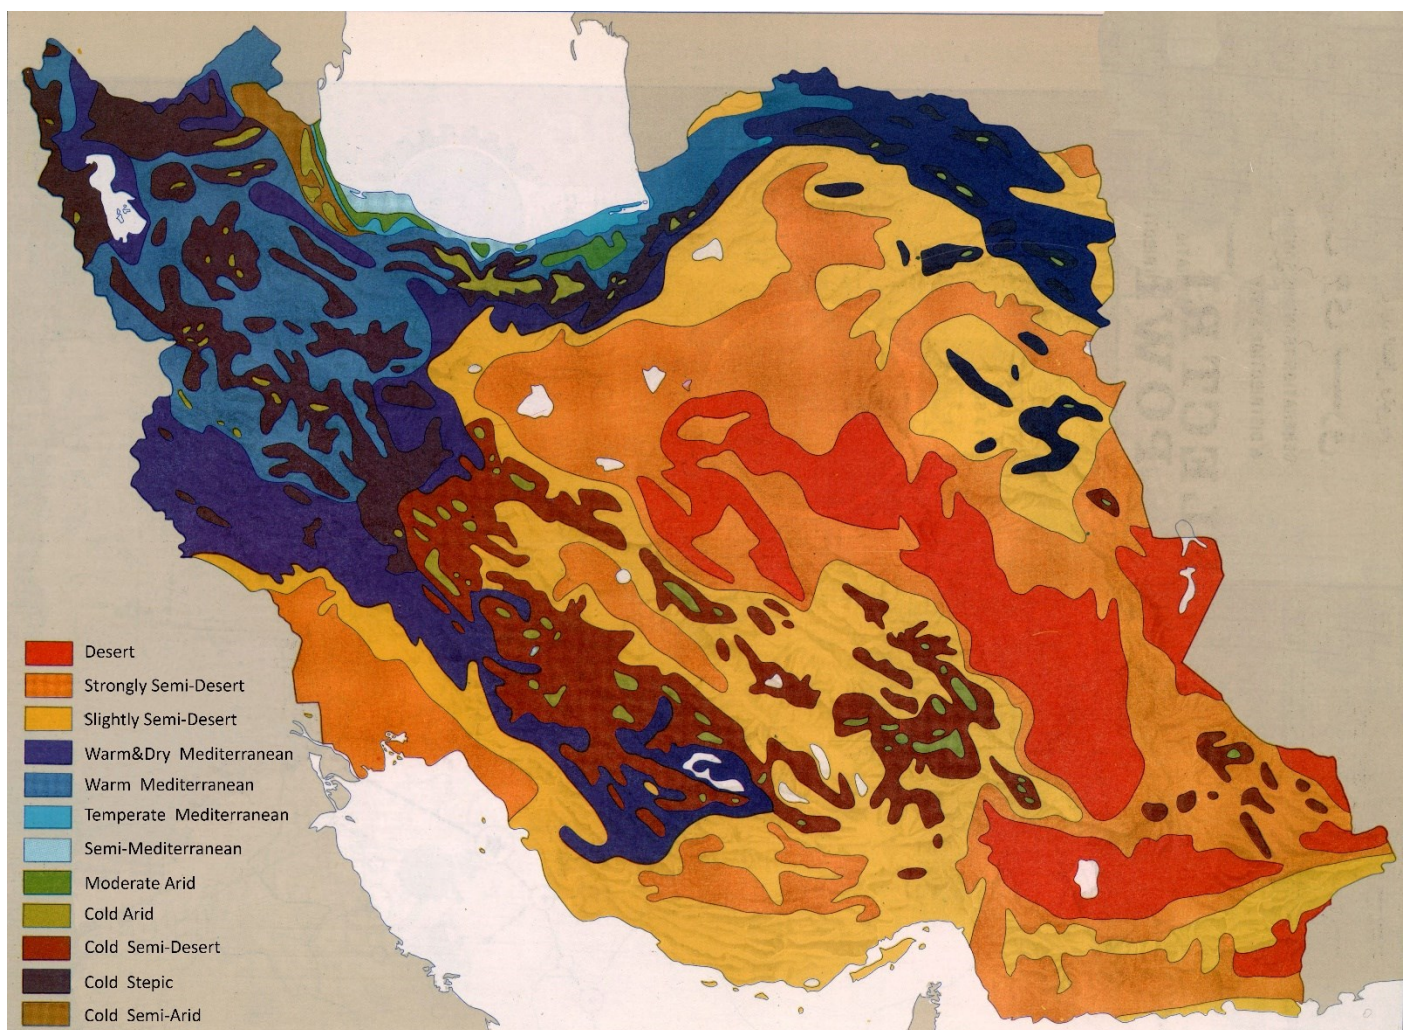 Desert
Strongly Semi-Desert
Slightly Semi-Desert
Warm&Dry Mediterranean
Warm Mediterranean
Temperate Mediterranean
Semi-Mediterranean
Moderate Arid
Cold Arid
Cold Semi-Desert
Cold Stepic
Cold Semi-Arid